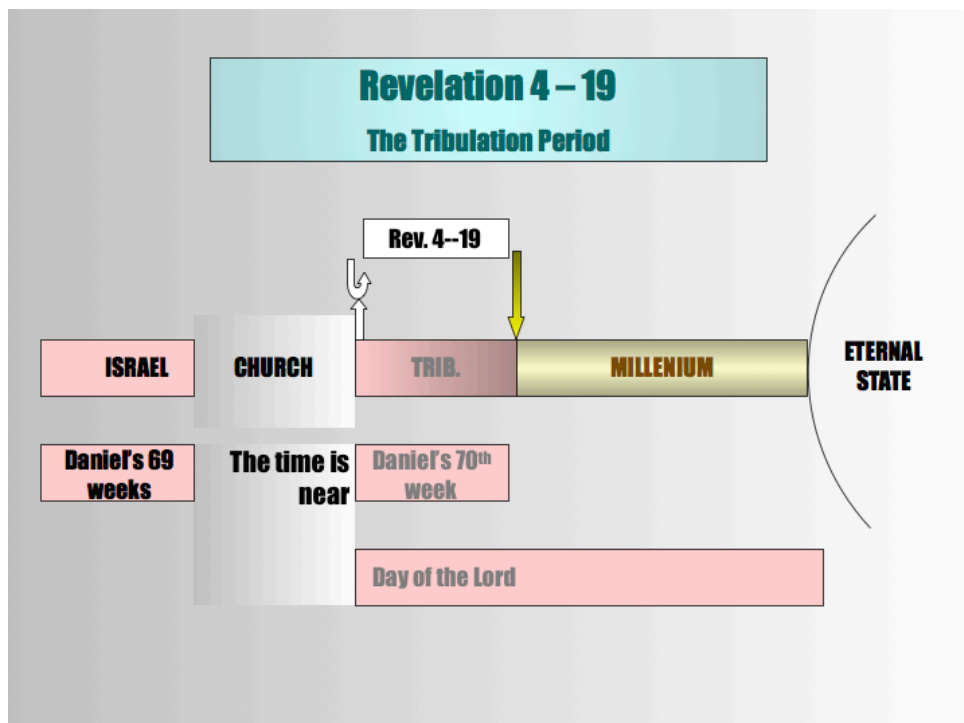 Revelation 4 – 19
The Tribulation Period
Rev. 4--19
ISRAEL
CHURCH
TRIB.
MILLENIUM
ETERNAL
STATE
Daniel's 69
weeks
The time is
near
Daniel's 70th
week
Day of the Lord